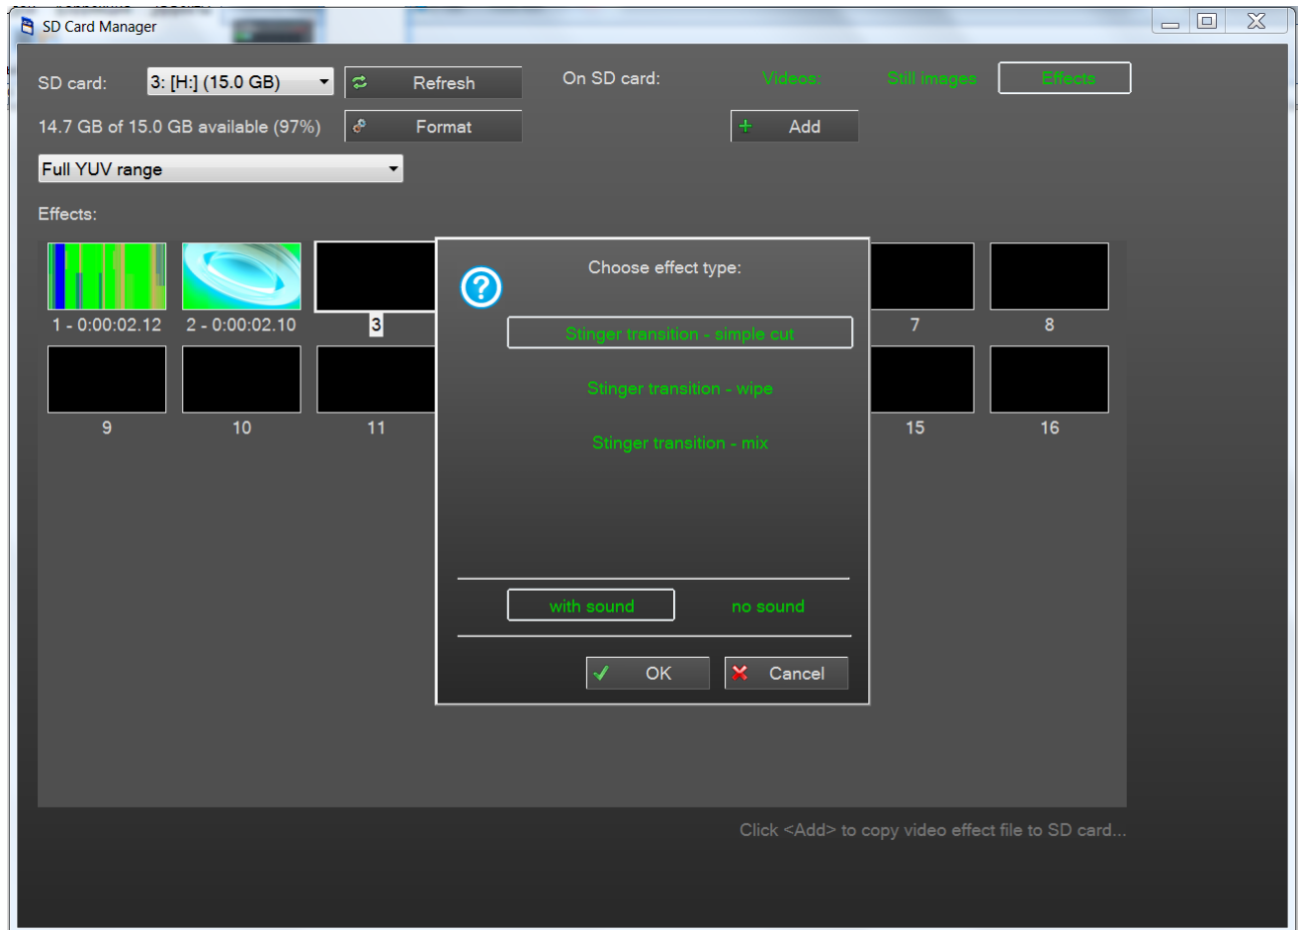 SD Card Manager
SD card: 3: [H:] (15.0 GB) Refresh On SD card: Videos: Still images Effects
14.7 GB of 15.0 GB available (97%) Format Add
Full YUV range
Effects:
Choose effect type:
Stinger transition - simple cut
Stinger transition - wipe
Stinger transition - mix
with sound no sound
OK Cancel
1 - 0:00:02.12 2 - 0:00:02.10 3 7 8
9 10 11 15 16
Click <Add> to copy video effect file to SD card...